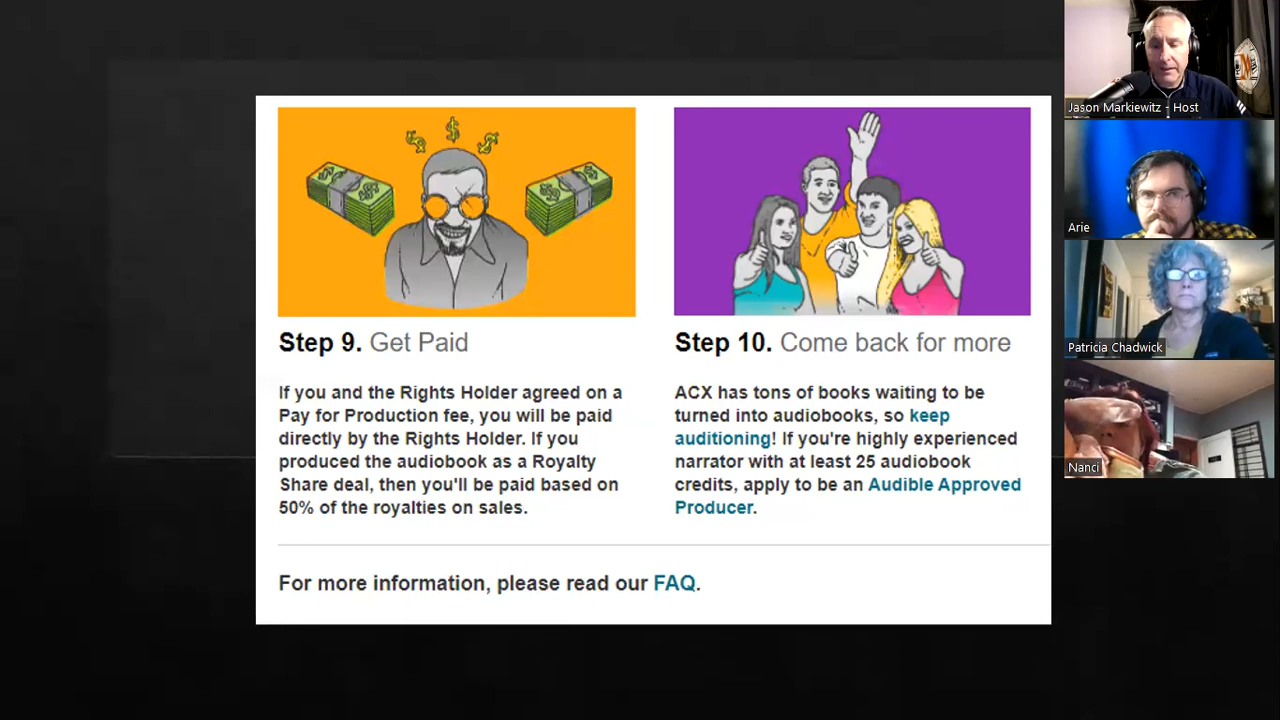 Step 9. Get Paid
If you and the Rights Holder agreed on a
Pay for Production fee, you will be paid
directly by the Rights Holder. If you
produced the audiobook as a Royalty
Share deal, then you'll be paid based on
50% of the royalties on sales.
Step 10. Come back for more
ACX has tons of books waiting to be
turned into audiobooks, so keep
auditioning! If you're highly experienced
narrator with at least 25 audiobook
credits, apply to be an Audible Approved
Producer.
For more information, please read our FAQ.
Jason Markiewitz - Host
Arie
Patricia Chadwick
Nanci